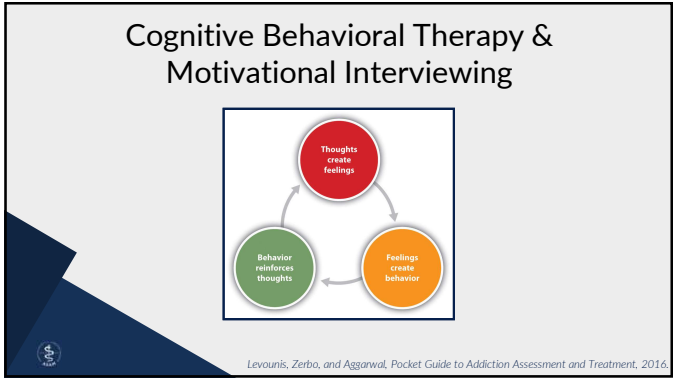 Cognitive Behavioral Therapy &
Motivational Interviewing
Thoughts
create
feelings
Feelings
create
behavior
Behavior
reinforces
thoughts
Levounis, Zerbo, and Aggarwal, Pocket Guide to Addiction Assessment and Treatment, 2016.